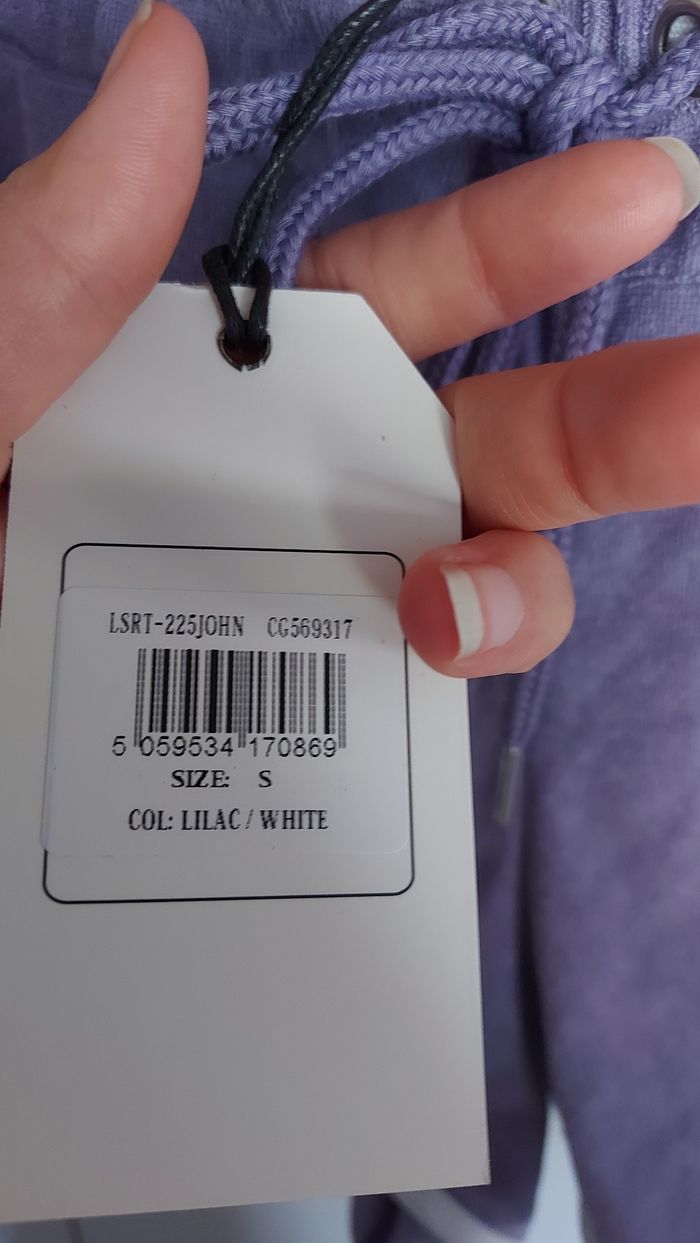 LSRT-225JOHN CG569317
5 059534 170869
SIZE: S
COL: LILAC / WHITE